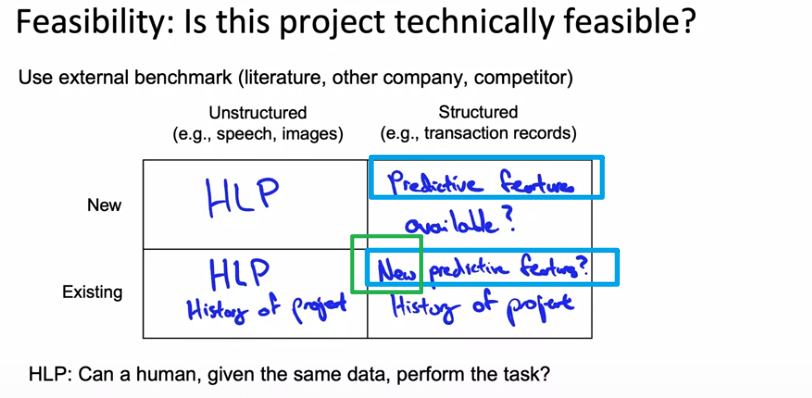 Feasibility: Is this project technically feasible?
Use external benchmark (literature, other company, competitor)
Unstructured
(e.g., speech, images)
Structured
(e.g., transaction records)
New
HLP
Predictive features
available?
Existing
HLP
History of project
New predictive features?
History of project
HLP: Can a human, given the same data, perform the task?